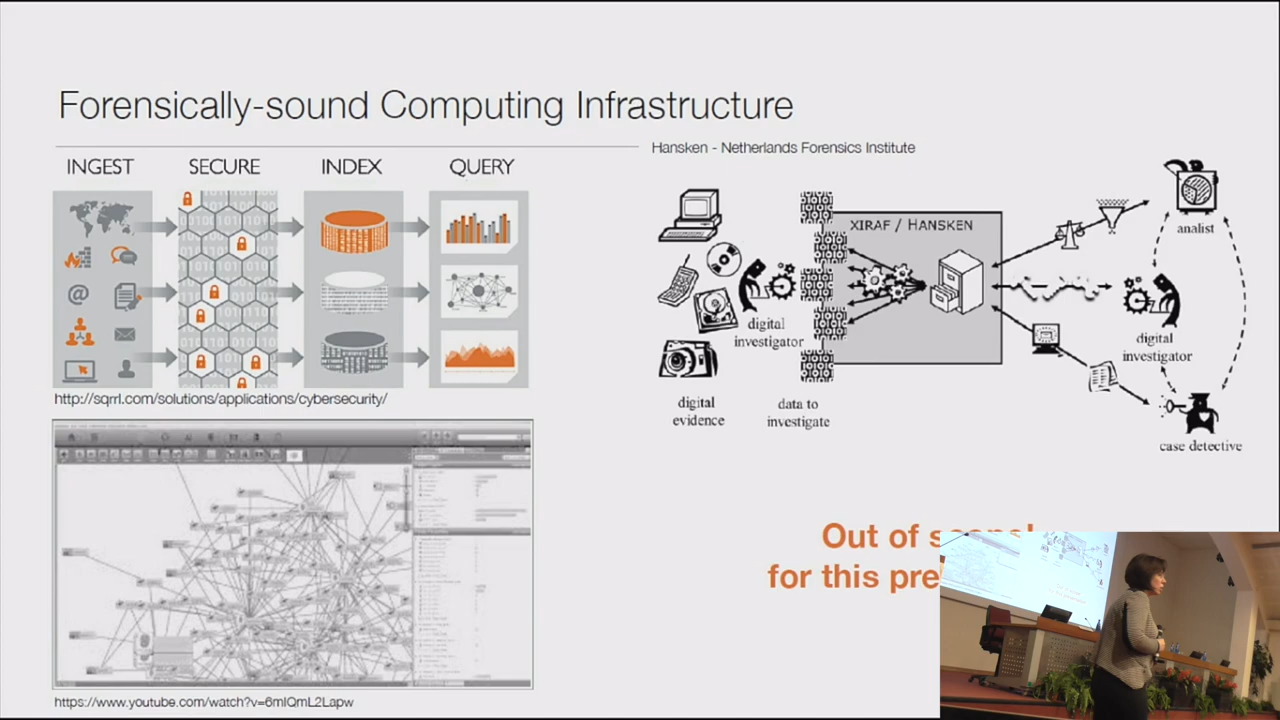 Forensically-sound Computing Infrastructure
INGEST
SECURE
INDEX
QUERY
http://sqrrl.com/solutions/applications/cybersecurity/
https://www.youtube.com/watch?v=6mIQmL2Lapw
Hansken - Netherlands Forensics Institute
XIRAF / HANSKEN
digital
investigator
digital
evidence
data to
investigate
analist
digital
investigator
case detective
Out of
for this